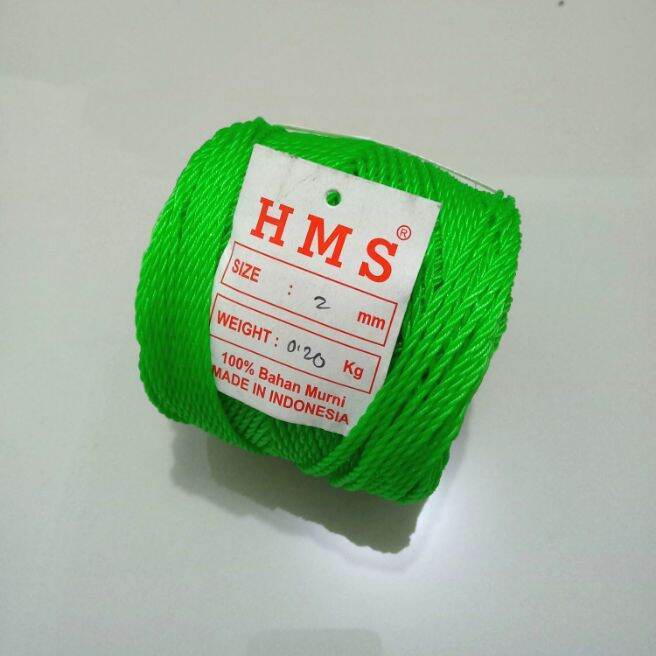 HMS®
SIZE : 2 mm
WEIGHT : 0.20 Kg
100% Bahan Murni
MADE IN INDONESIA